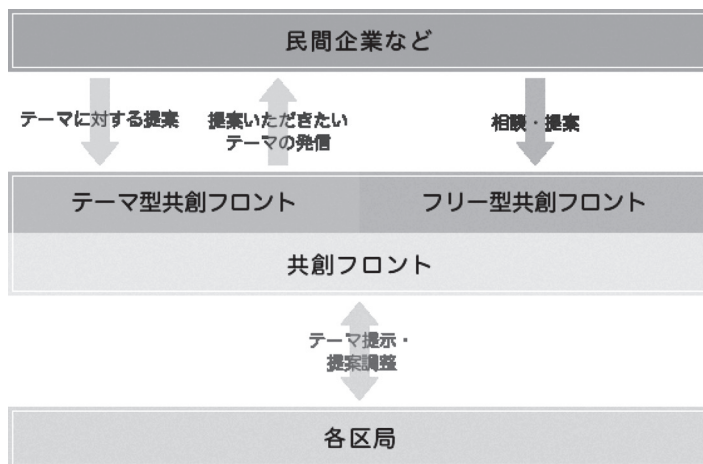 民間企業など
テーマに対する提案
提案いただきたい
テーマの発信
相談・提案
テーマ型共創フロント
フリー型共創フロント
共創フロント
テーマ提示・
提案調整
各区局